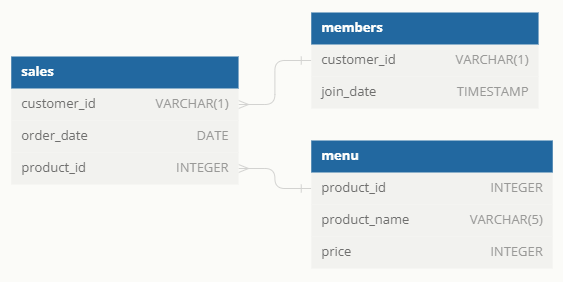 sales
customer_id VARCHAR(1)
order_date DATE
product_id INTEGER
members
customer_id VARCHAR(1)
join_date TIMESTAMP
menu
product_id INTEGER
product_name VARCHAR(5)
price INTEGER